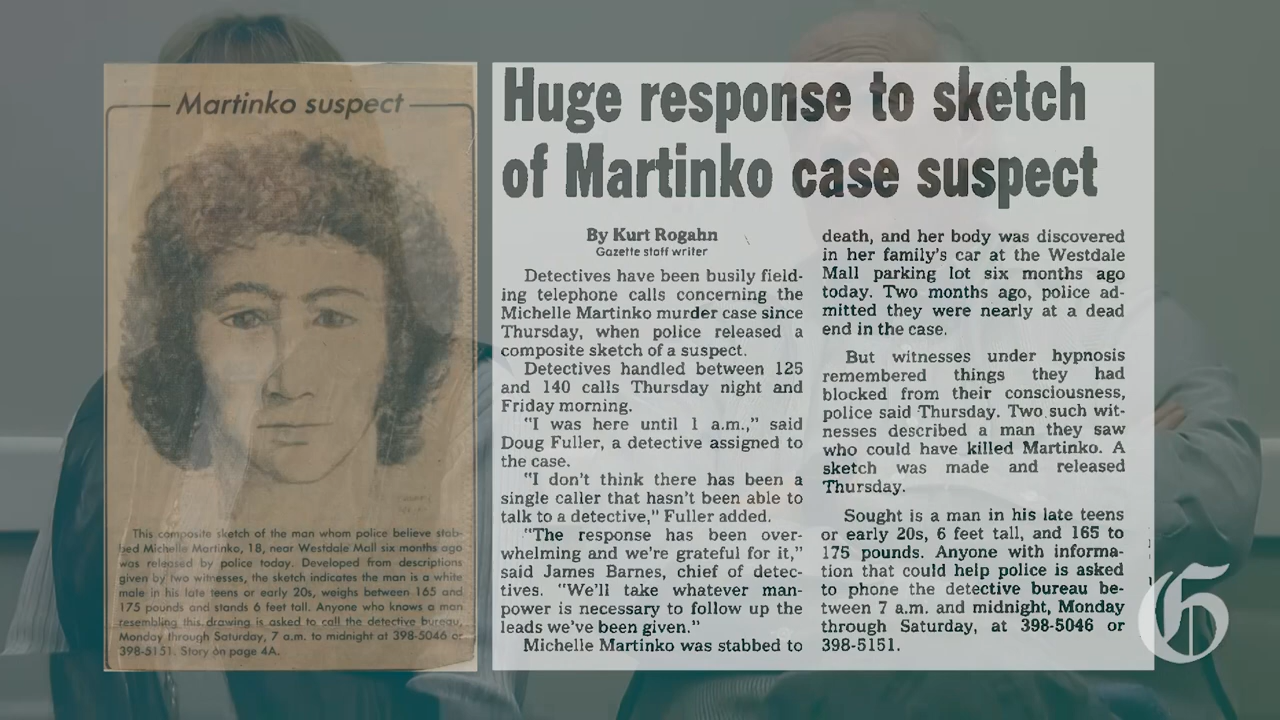 Martinko suspect
This composite sketch of the man whom police believe stab-
bed Michelle Martinko, 18, near Westdale Mall six months ago
was released by police today. Developed from descriptions
given by two witnesses, the sketch indicates the man is a white
male in his late teens or early 20s, weighs between 165 and
175 pounds and stands 6 feet tall. Anyone who knows a man
resembling this drawing is asked to call the detective bureau,
Monday through Saturday, 7 a.m. to midnight at 398-5046 or
398-5151. Story on page 4A.
Huge response to sketch
of Martinko case suspect
By Kurt Rogahn
Gazette staff writer
Detectives have been busily field-
ing telephone calls concerning the
Michelle Martinko murder case since
Thursday, when police released a
composite sketch of a suspect.
Detectives handled between 125
and 140 calls Thursday night and
Friday morning.
"I was here until 1 a.m.," said
Doug Fuller, a detective assigned to
the case.
"I don't think there has been a
single caller that hasn't been able to
talk to a detective," Fuller added.
"The response has been over-
whelming and we're grateful for it,"
said James Barnes, chief of detec-
tives. "We'll take whatever man-
power is necessary to follow up the
leads we've been given."
Michelle Martinko was stabbed to
death, and her body was discovered
in her family's car at the Westdale
Mall parking lot six months ago
today. Two months ago, police ad-
mitted they were nearly at a dead
end in the case.
But witnesses under hypnosis
remembered things they had
blocked from their consciousness,
police said Thursday. Two such wit-
nesses described a man they saw
who could have killed Martinko. A
sketch was made and released
Thursday.
Sought is a man in his late teens
or early 20s, 6 feet tall, and 165 to
175 pounds. Anyone with informa-
tion that could help police is asked
to phone the detective bureau be-
tween 7 a.m. and midnight, Monday
through Saturday, at 398-5046 or
398-5151.
G